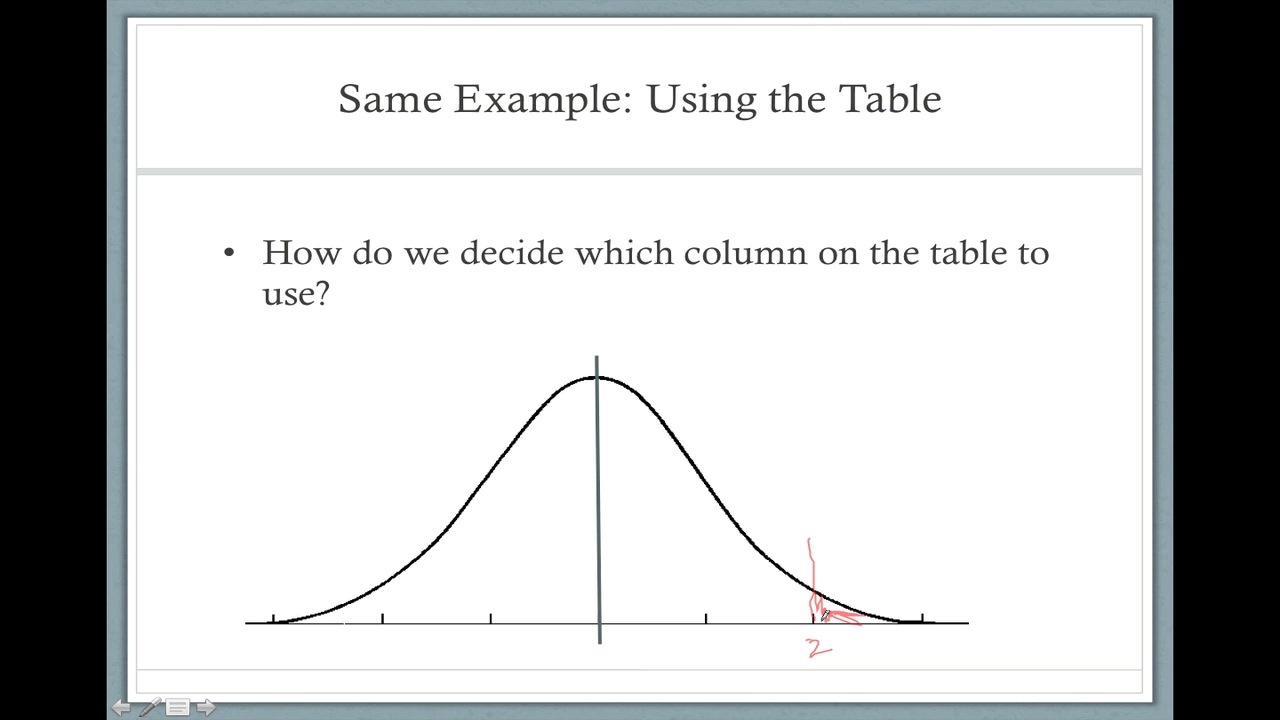 Same Example: Using the Table
• How do we decide which column on the table to
use?
2